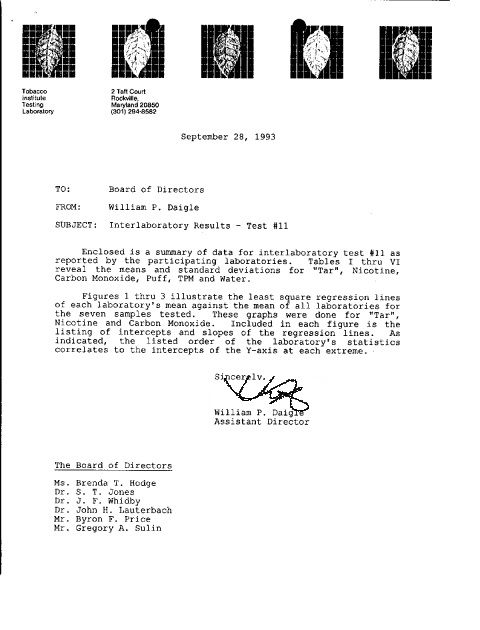 Tobacco
Institute
Testing
Laboratory
2 Taft Court
Rockville,
Maryland 20850
(301) 294-8582
September 28, 1993
TO: Board of Directors
FROM: William P. Daigle
SUBJECT: Interlaboratory Results - Test #11
Enclosed is a summary of data for interlaboratory test #11 as
reported by the participating laboratories. Tables I thru VI
reveal the means and standard deviations for "Tar", Nicotine,
Carbon Monoxide, Puff, TPM and Water.
Figures 1 thru 3 illustrate the least square regression lines
of each laboratory's mean against the mean of all laboratories for
the seven samples tested. These graphs were done for "Tar",
Nicotine and Carbon Monoxide. Included in each figure is the
listing of intercepts and slopes of the regression lines. As
indicated, the listed order of the laboratory's statistics
correlates to the intercepts of the Y-axis at each extreme.
Sincerely,
William P. Daigle
Assistant Director
The Board of Directors
Ms. Brenda T. Hodge
Dr. S. T. Jones
Dr. J. F. Whidby
Dr. John H. Lauterbach
Mr. Byron F. Price
Mr. Gregory A. Sulin